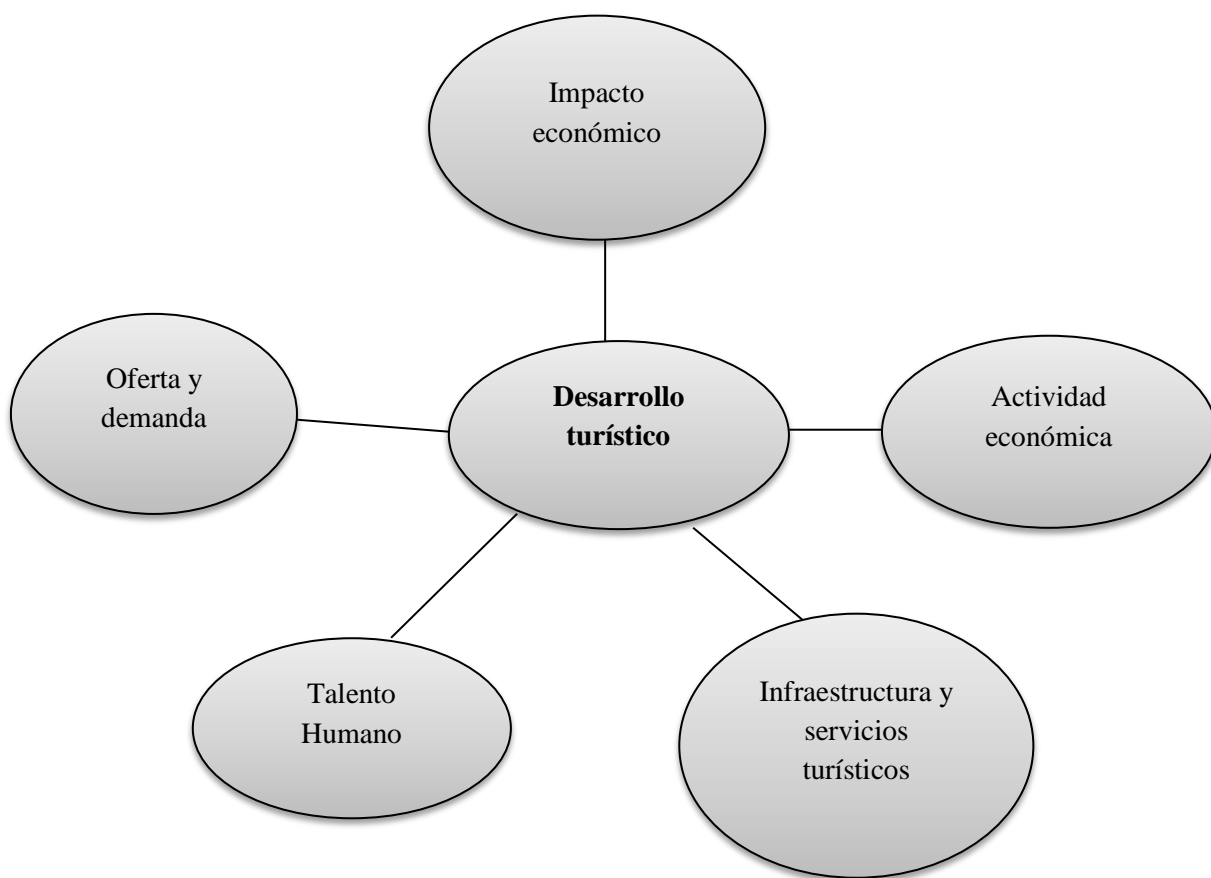 Impacto
económico
Oferta y
demanda
Desarrollo
turístico
Actividad
económica
Talento
Humano
Infraestructura y
servicios
turísticos